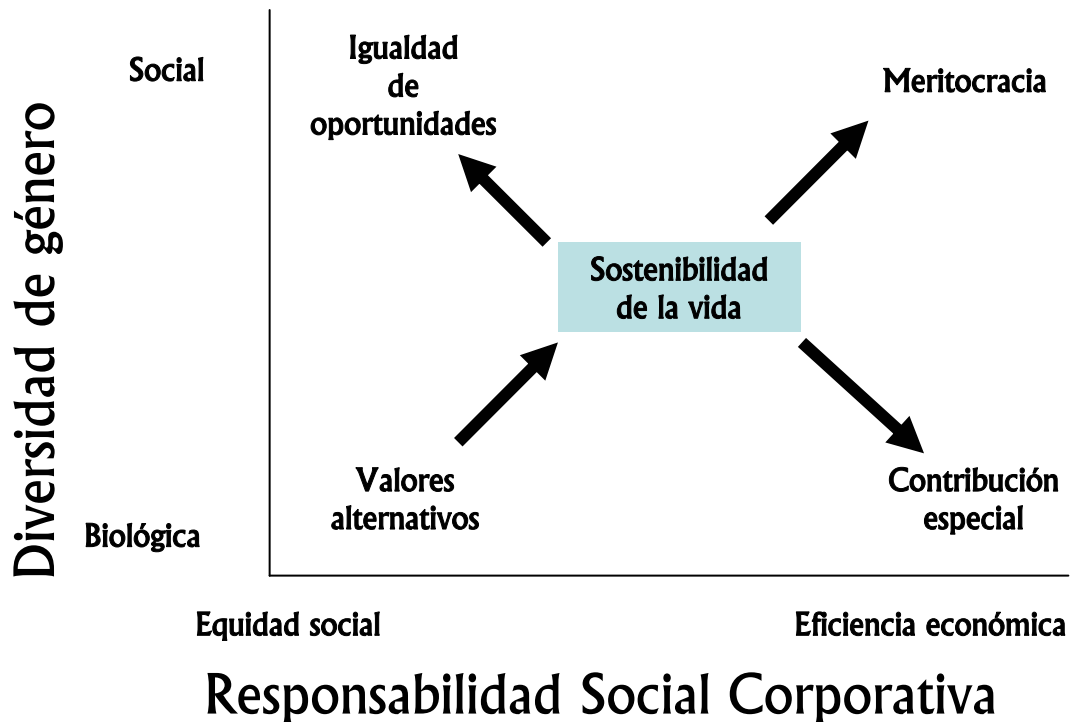 Igualdad
de
oportunidades
Social
Meritocracia
Diversidad de género
Sostenibilidad
de la vida
Valores
alternativos
Contribución
especial
Biológica
Equidad social
Eficiencia económica
Responsabilidad Social Corporativa